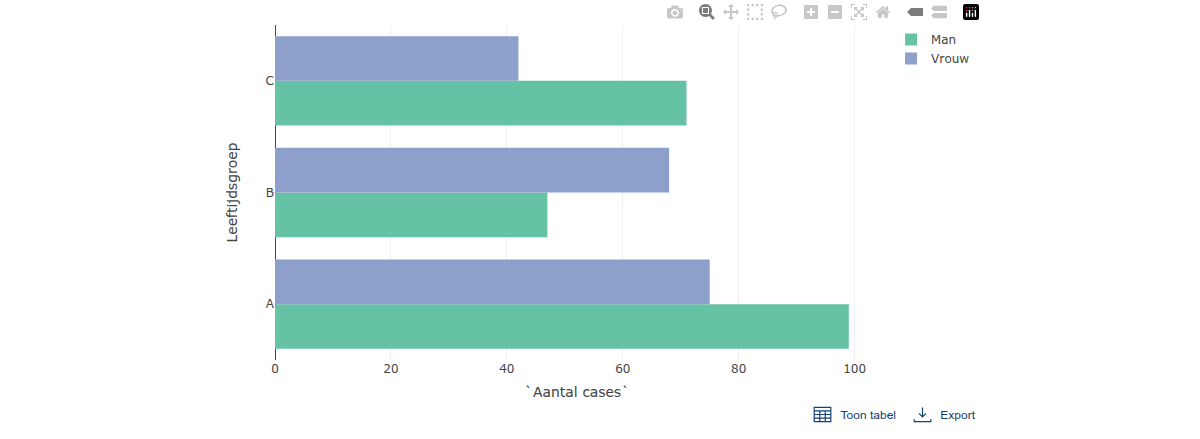 Man
Vrouw
C
B
A
Leeftijdsgroep
0 20 40 60 80 100
`Aantal cases`
Toon tabel Export